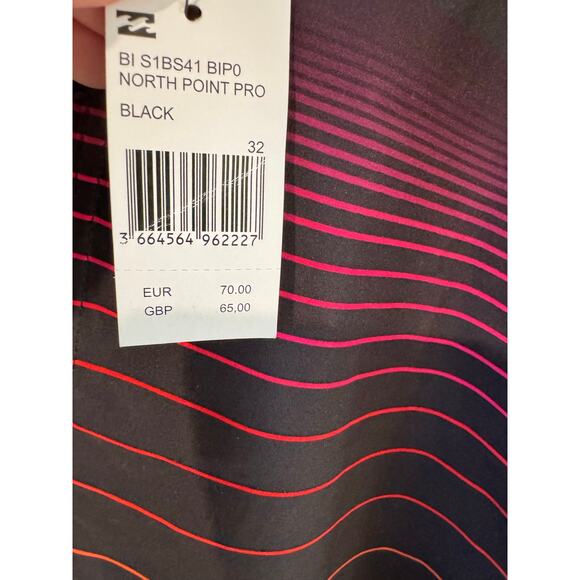 BI S1BS41 BIP0
NORTH POINT PRO
BLACK
32
3 664564 962227
EUR 70.00
GBP 65,00